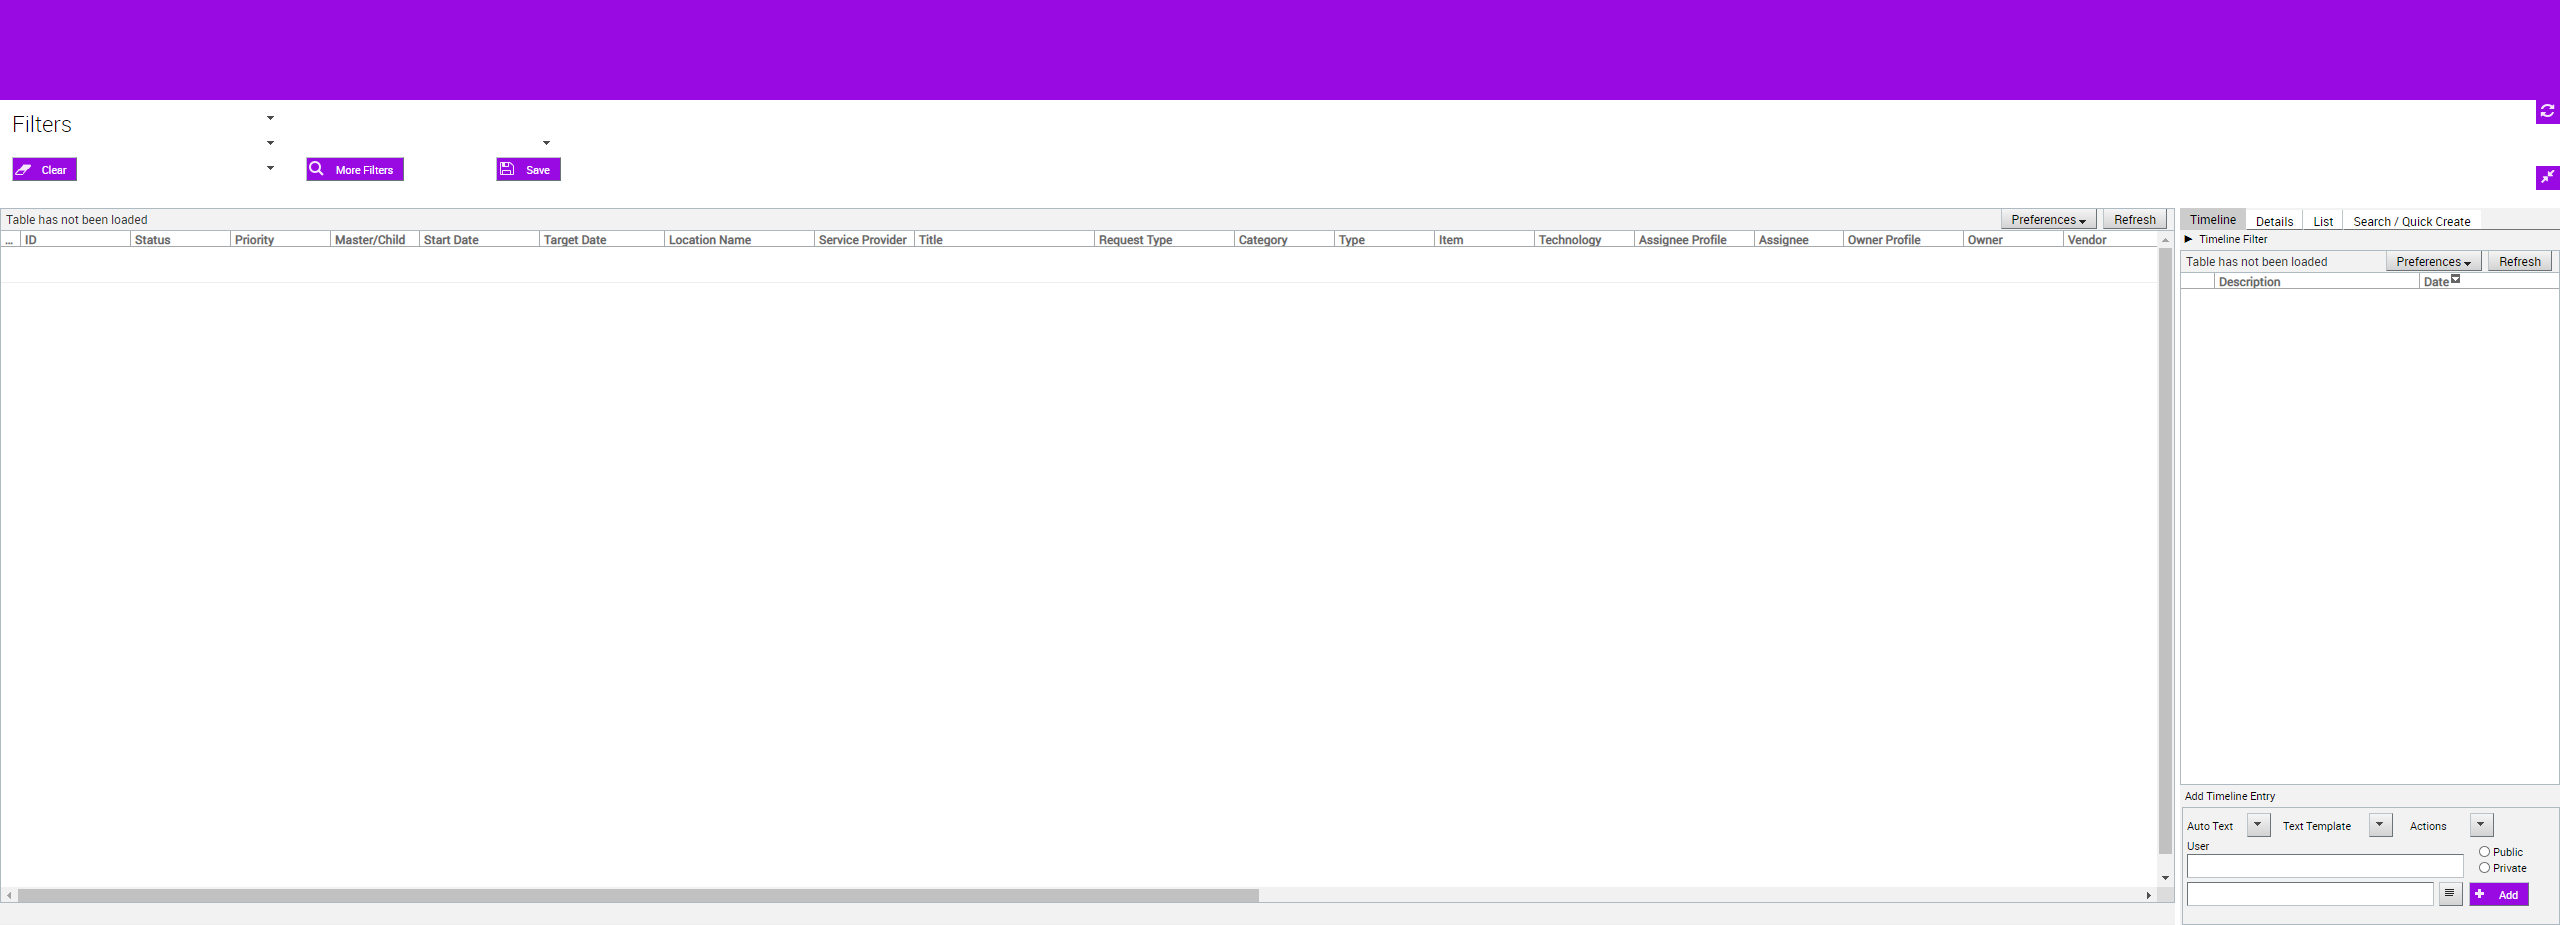 Filters
Clear
More Filters
Save
Table has not been loaded
Preferences
Refresh
... ID Status Priority Master/Child Start Date Target Date Location Name Service Provider Title Request Type Category Type Item Technology Assignee Profile Assignee Owner Profile Owner Vendor
Timeline Details List Search / Quick Create
Timeline Filter
Table has not been loaded
Preferences
Refresh
Description Date
Add Timeline Entry
Auto Text Text Template Actions
User
Public
Private
Add